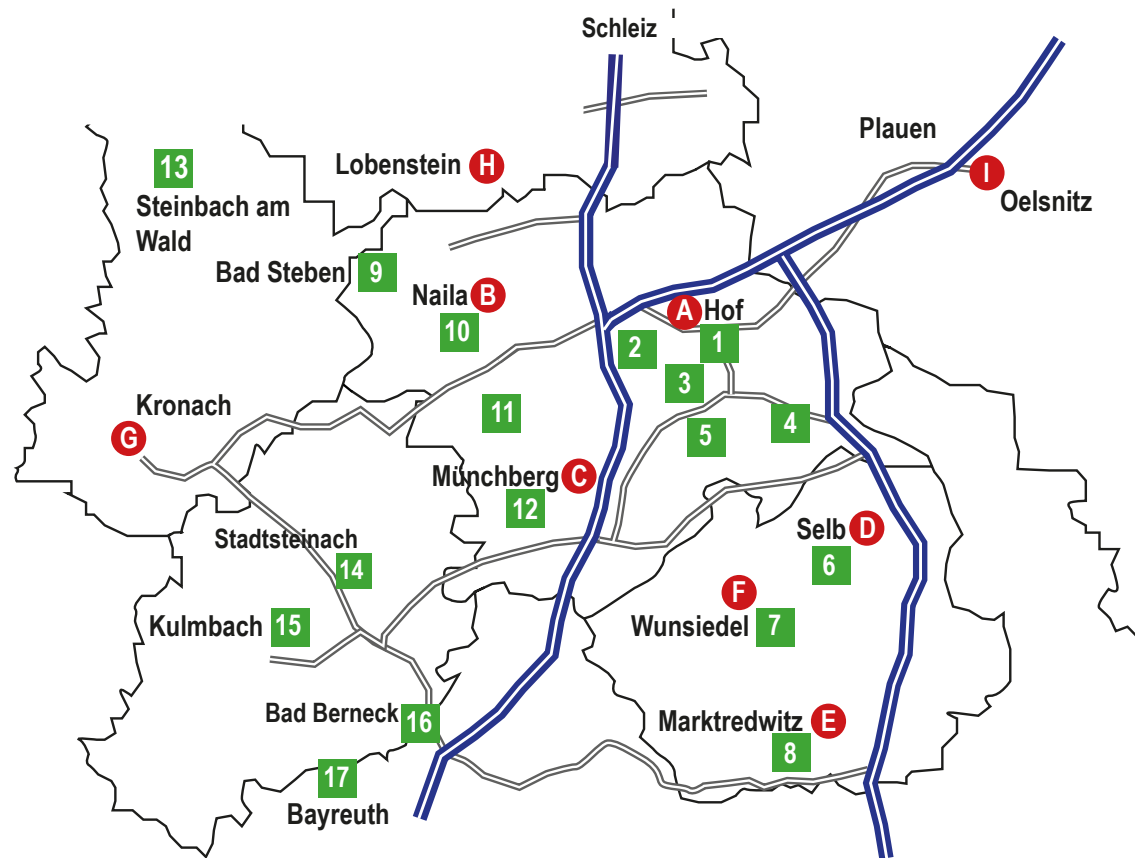 Schleiz
Plauen
Lobenstein H
I
Oelsnitz
13
Steinbach am
Wald
Bad Steben 9
Naila B
10
A Hof
1
2
3
4
5
11
Kronach
G
Münchberg C
12
Selb D
6
Stadtsteinach
14
F
Wunsiedel 7
Kulmbach 15
Bad Berneck 16
Marktredwitz E
8
17
Bayreuth